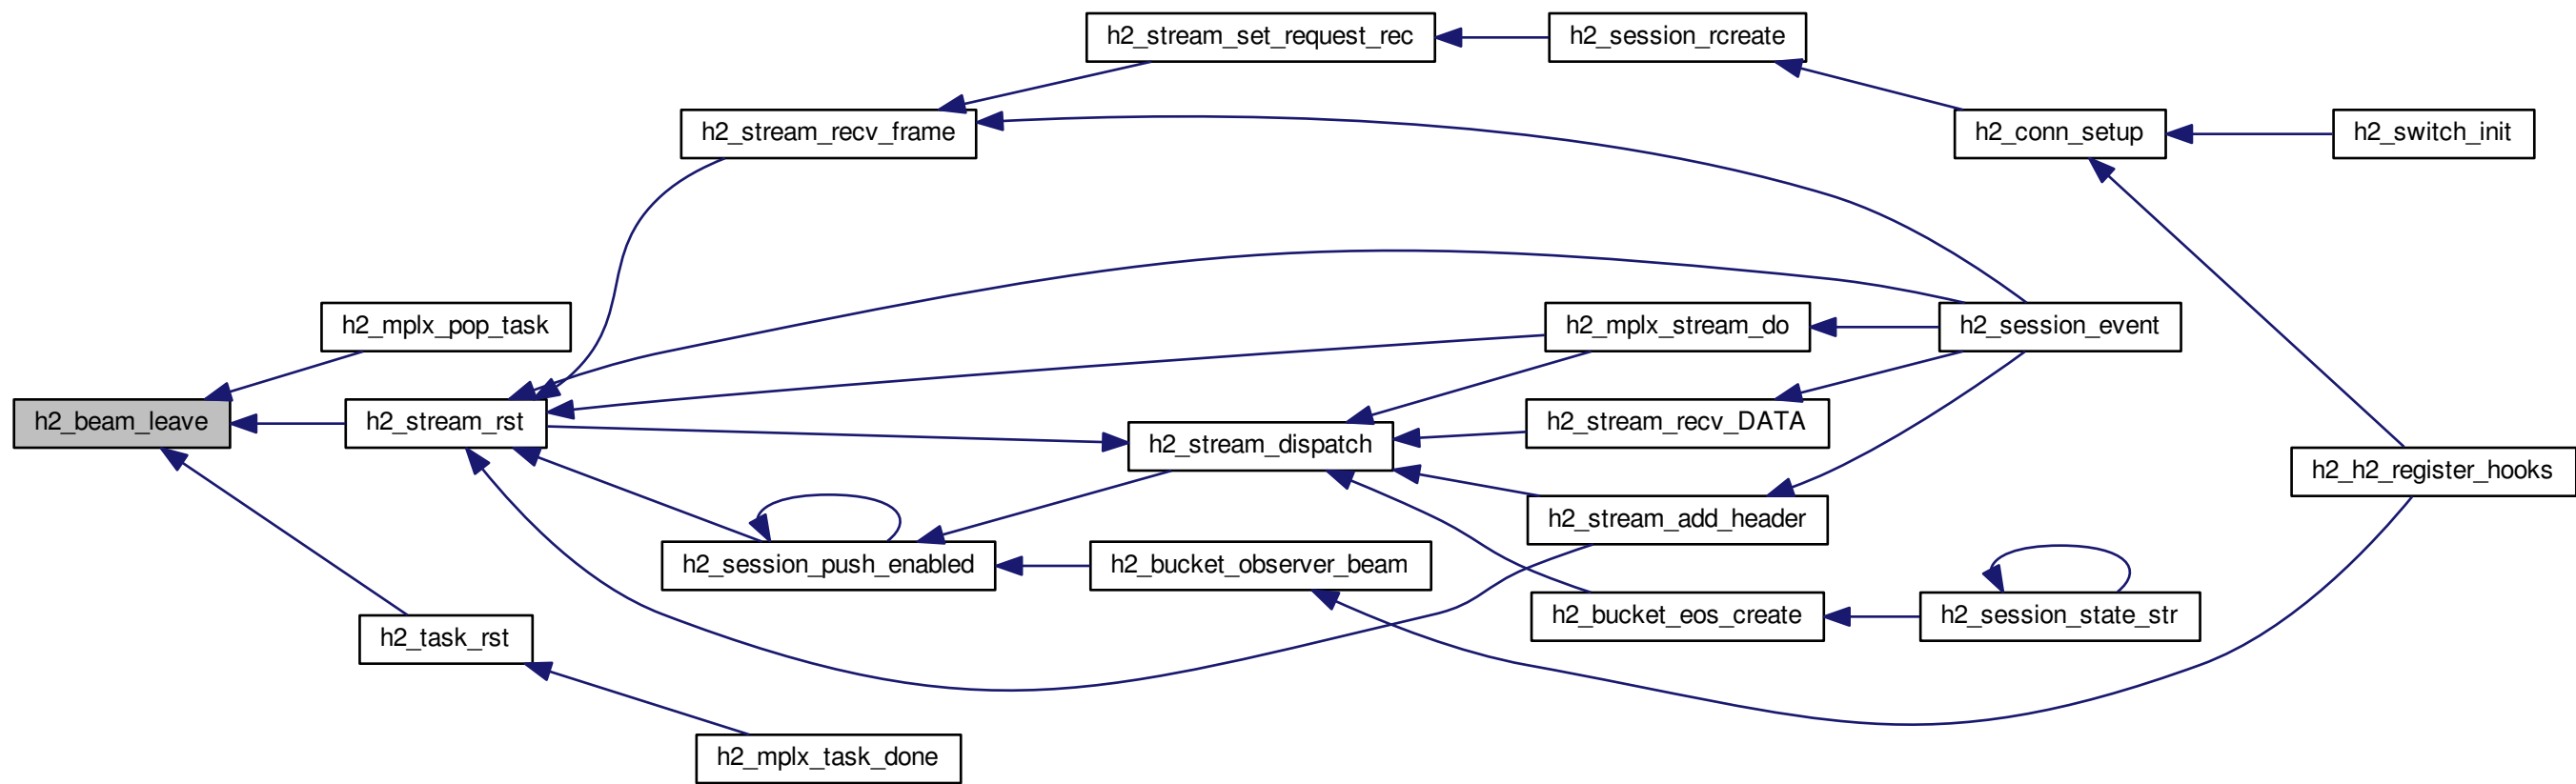 h2_stream_set_request_rec
h2_session_rcreate
h2_stream_recv_frame
h2_conn_setup
h2_switch_init
h2_mplx_pop_task
h2_mplx_stream_do
h2_session_event
h2_beam_leave
h2_stream_rst
h2_stream_dispatch
h2_stream_recv_DATA
h2_h2_register_hooks
h2_stream_add_header
h2_session_push_enabled
h2_bucket_observer_beam
h2_bucket_eos_create
h2_session_state_str
h2_task_rst
h2_mplx_task_done